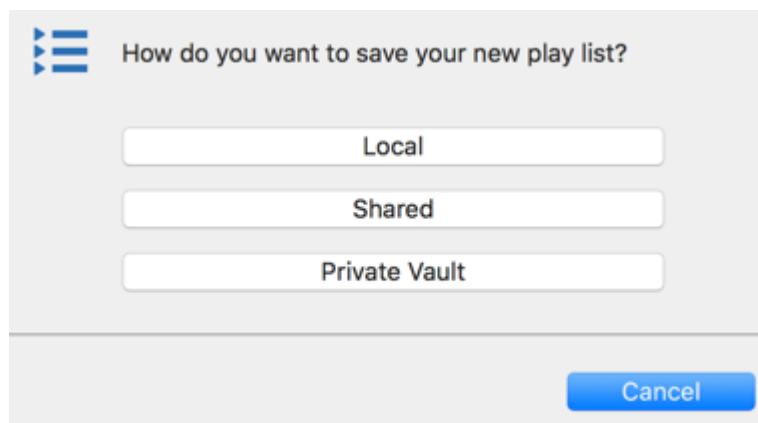 How do you want to save your new play list?
Local
Shared
Private Vault
Cancel